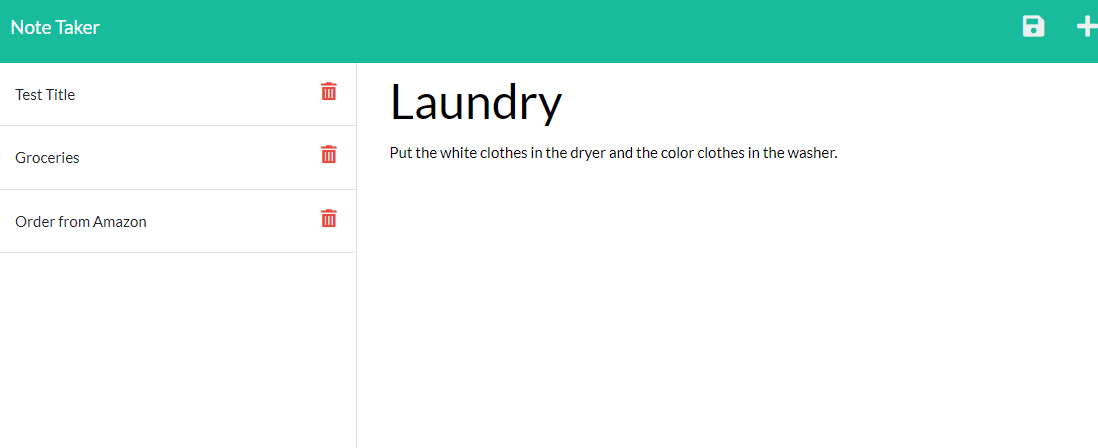 Note Taker
Test Title
Groceries
Order from Amazon
Laundry
Put the white clothes in the dryer and the color clothes in the washer.